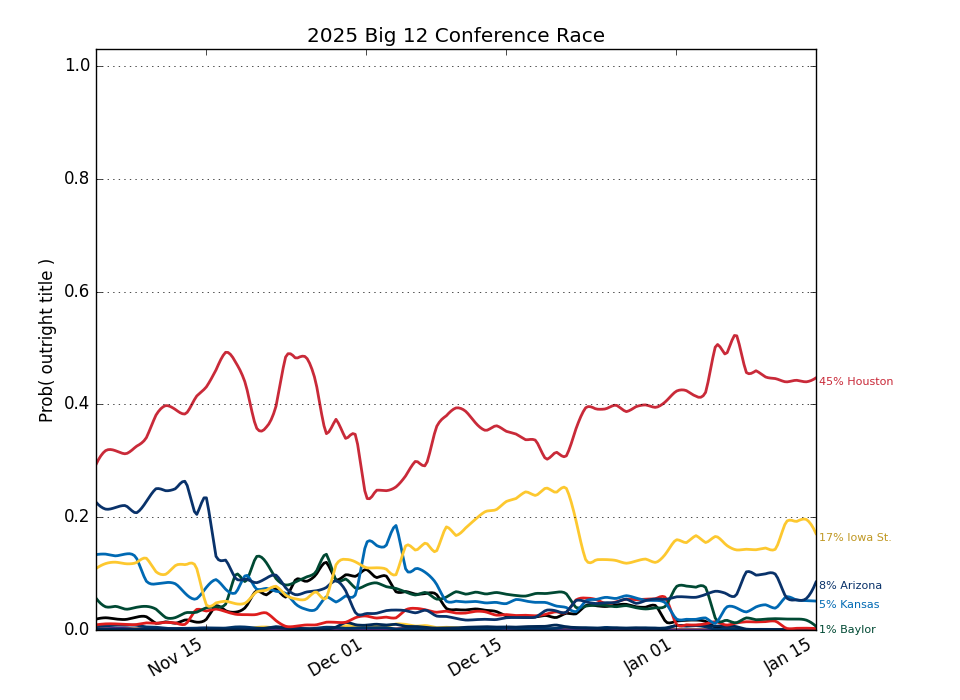 2025 Big 12 Conference Race
Prob( outright title )
1.0
0.8
0.6
0.4
0.2
0.0
Nov 15
Dec 01
Dec 15
Jan 01
Jan 15
45% Houston
17% Iowa St.
8% Arizona
5% Kansas
1% Baylor